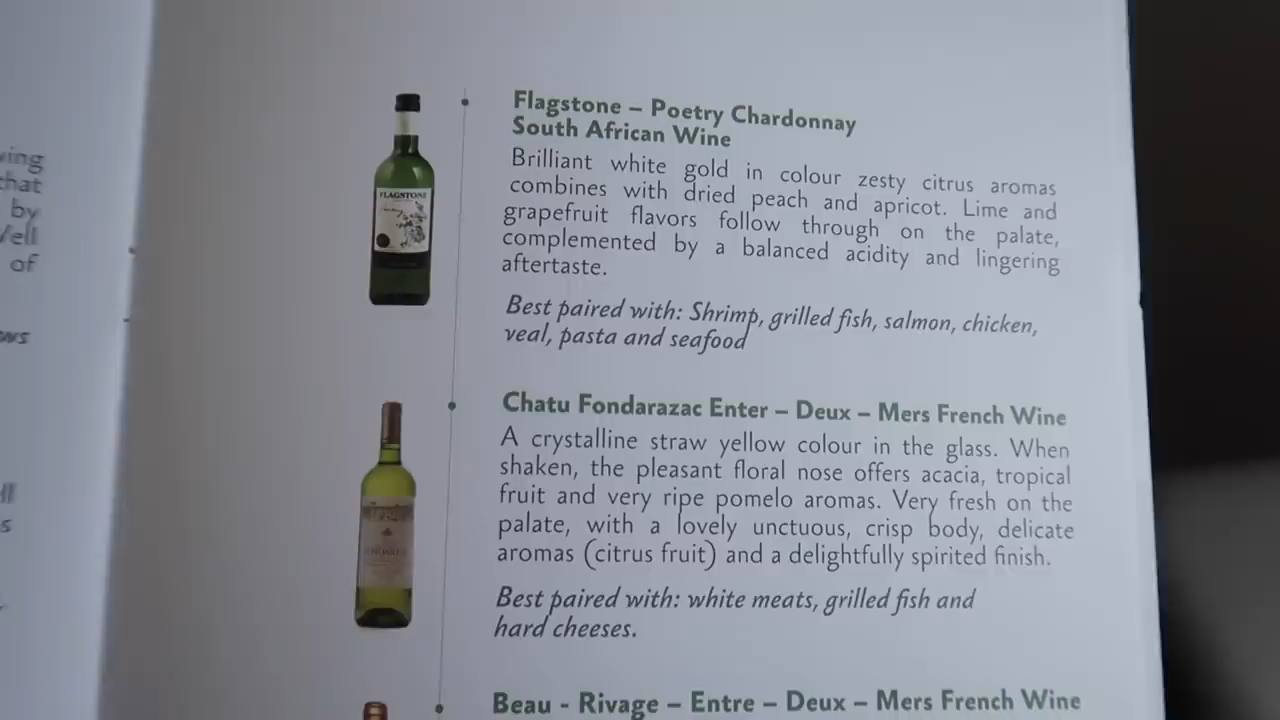 that
by
of
Flagstone – Poetry Chardonnay
South African Wine
Brilliant white gold in colour zesty citrus aromas
combines with dried peach and apricot. Lime and
grapefruit flavors follow through on the palate,
complemented by a balanced acidity and lingering
aftertaste.
Best paired with: Shrimp, grilled fish, salmon, chicken,
veal, pasta and seafood
FLAGSTONE
Chatu Fondarazac Enter – Deux – Mers French Wine
A crystalline straw yellow colour in the glass. When
shaken, the pleasant floral nose offers acacia, tropical
fruit and very ripe pomelo aromas. Very fresh on the
palate, with a lovely unctuous, crisp body, delicate
aromas (citrus fruit) and a delightfully spirited finish.
Best paired with: white meats, grilled fish and
hard cheeses.
Beau - Rivage – Entre – Deux – Mers French Wine